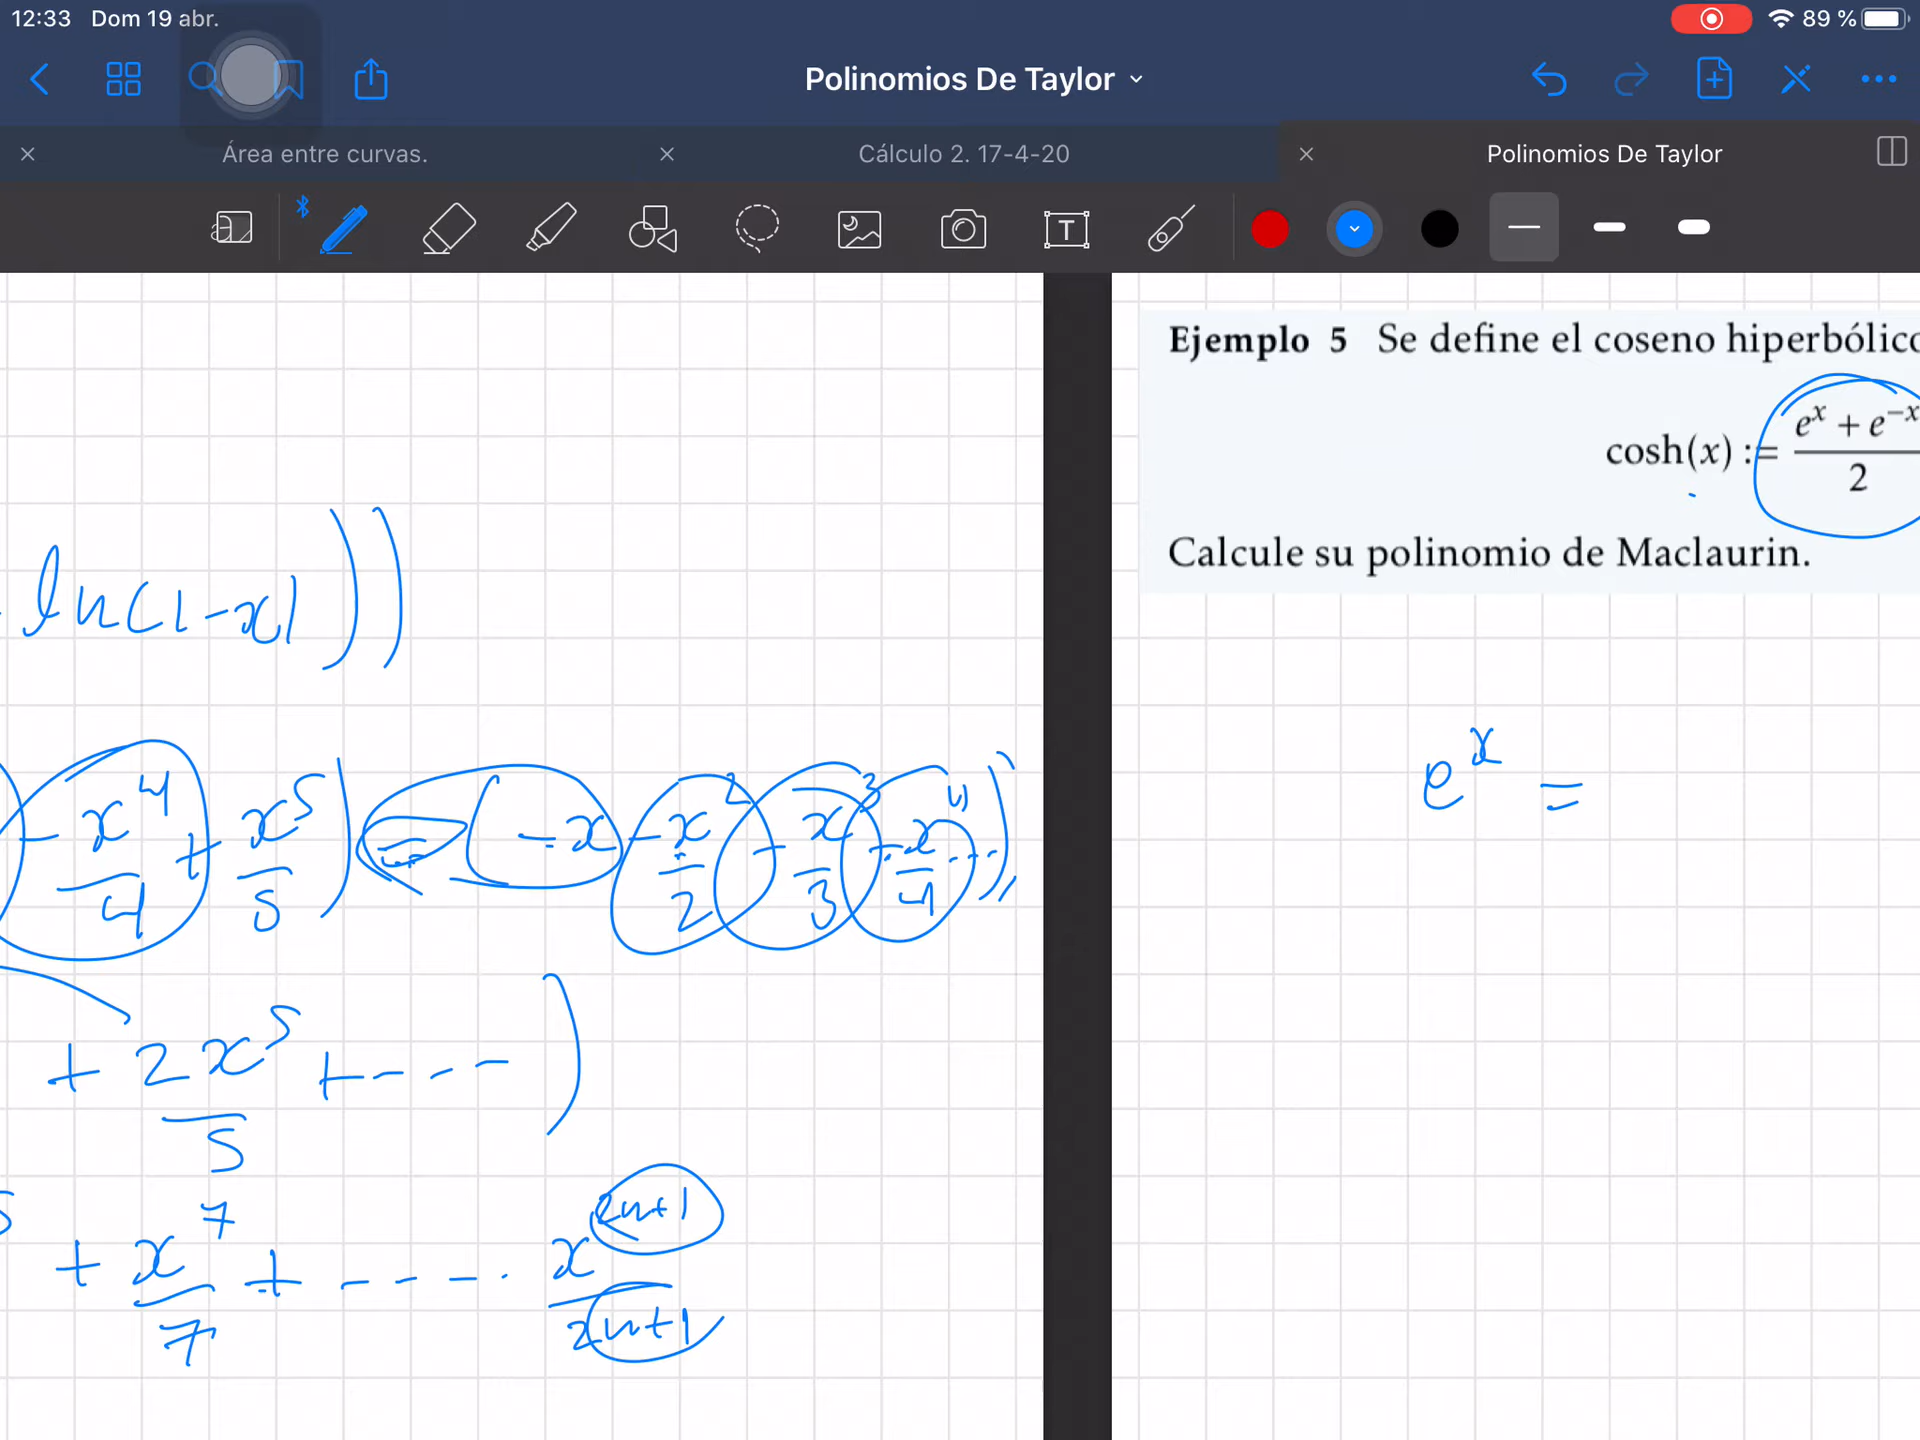 12:33 Dom 19 abr. 89 %
Polinomios De Taylor
Área entre curvas. Cálculo 2. 17-4-20 Polinomios De Taylor
T
ln(1-x)))
- x^4/4 + x^5/5) = (-x - x^2/2 - x^3/3 - x^4/4 ...))
+ 2x^5/5 + ----)
+ x^7/7 + ----. x^{2n+1}/2n+1
Ejemplo 5 Se define el coseno hiperbólico
cosh(x) := e^x + e^{-x}/2
Calcule su polinomio de Maclaurin.
e^x =